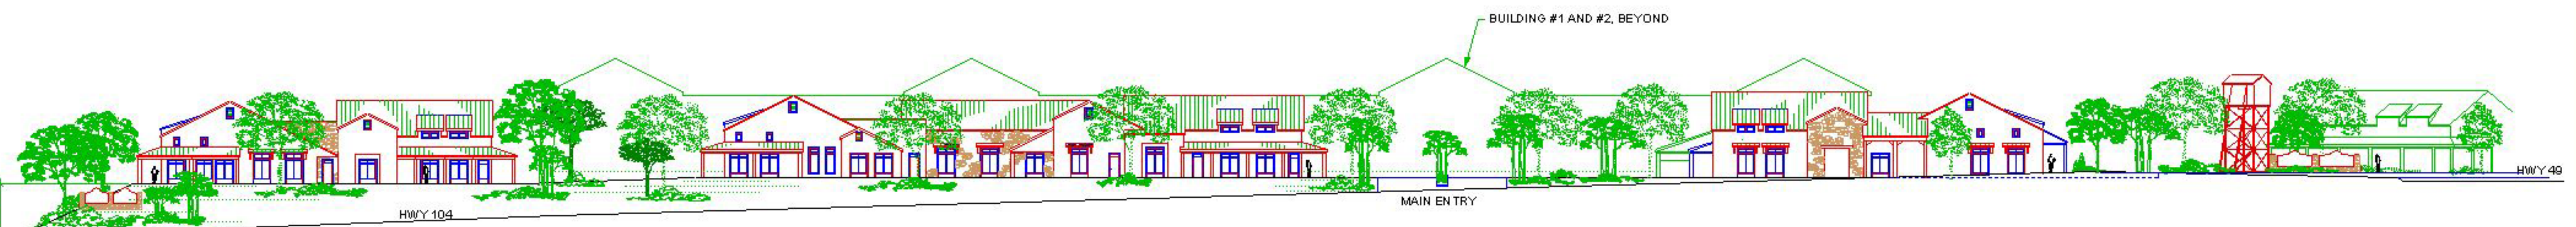 BUILDING #1 AND #2, BEYOND
HWY 49
MAIN ENTRY
HWY 104